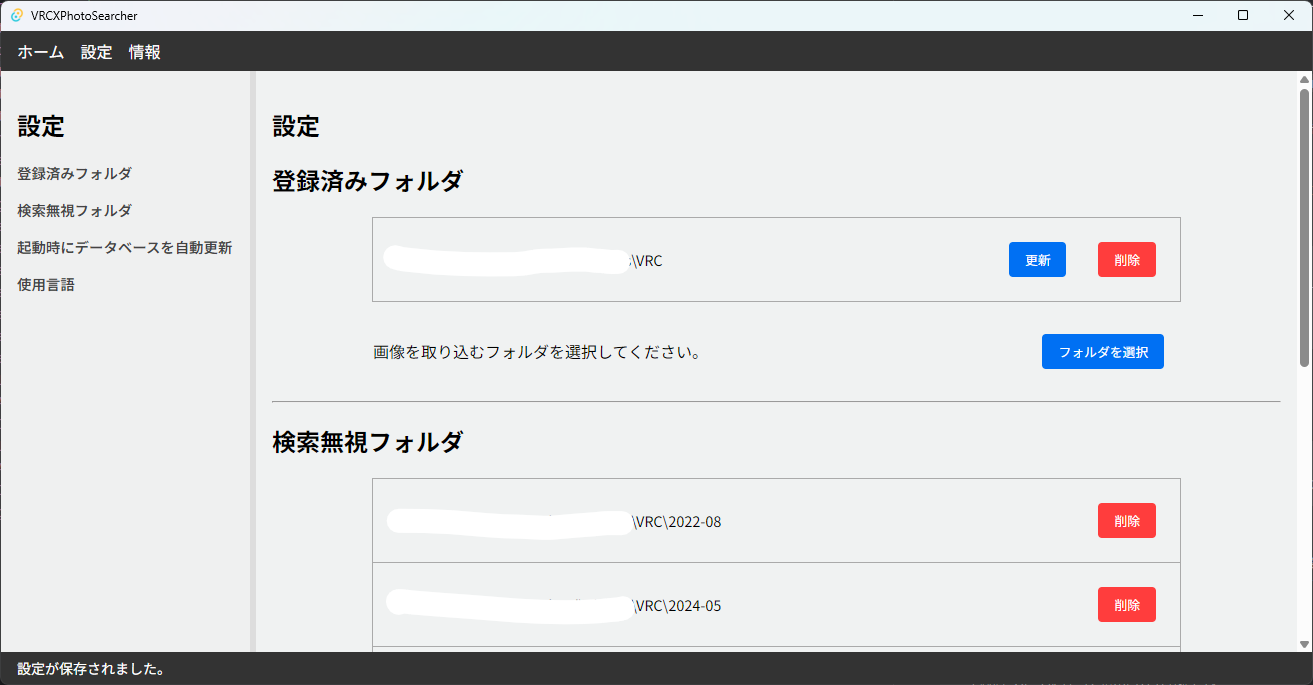 VRCXPhotoSearcher
ホーム 設定 情報
設定
登録済みフォルダ
検索無視フォルダ
起動時にデータベースを自動更新
使用言語
設定
登録済みフォルダ
\VRC 更新 削除
画像を取り込むフォルダを選択してください。 フォルダを選択
検索無視フォルダ
\VRC\2022-08 削除
\VRC\2024-05 削除
設定が保存されました。